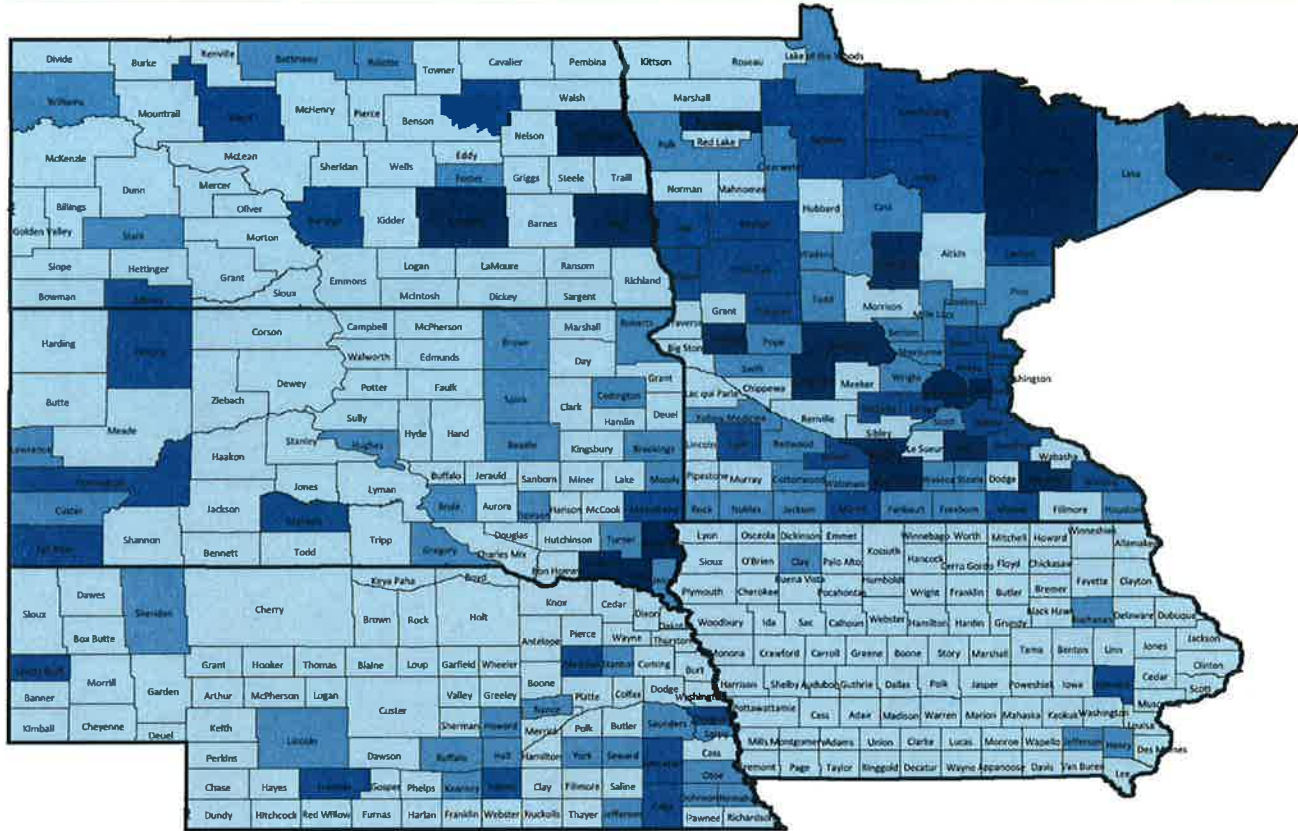 Divide
Burke
Kenville
Bottineau
Rolette
Towner
Cavalier
Pembina
Kittson
Roseau
Lake of the Woods
Williams
Mountrail
Ward
McHenry
Pierce
Benson
Walsh
Marshall
Nelson
Polk
Red Lake
Clearwater
McKenzie
McLean
Sheridan
Wells
Eddy
Foster
Griggs
Steele
Traill
Norman
Mahnomen
Hubbard
Cass
Lake
Dunn
Mercer
Oliver
Billings
Golden Valley
Stark
Morton
Kidder
Barnes
Aitkin
Wadena
Slope
Hettinger
Grant
Sioux
Emmons
Logan
LaMoure
Ransom
Richland
Bowman
McIntosh
Dickey
Sargent
Grant
Todd
Morrison
Mille Lacs
Pine
Harding
Corson
Campbell
McPherson
Brown
Marshall
Roberts
Traverse
Big Stone
Pope
Benton
Sherburne
Walworth
Edmunds
Day
Swift
Wright
Washington
Butte
Ziebach
Dewey
Potter
Faulk
Spink
Clark
Codington
Grant
Lac qui Parle
Chippewa
Meeker
Meade
Sully
Hyde
Hand
Hamlin
Deuel
Yellow Medicine
Renville
Sibley
Scott
Lawrence
Haakon
Stanley
Hughes
Beadle
Kingsbury
Brookings
Lincoln
Redwood
Le Sueur
Wabasha
Jones
Lyman
Buffalo
Jerauld
Sanborn
Miner
Lake
Moody
Pipestone
Murray
Cottonwood
Watonwan
Waseca
Steele
Dodge
Custer
Jackson
Brule
Aurora
Hanson
McCook
Rock
Nobles
Jackson
Faribault
Freeborn
Fillmore
Houston
Shannon
Bennett
Todd
Tripp
Gregory
Douglas
Charles Mix
Hutchinson
Turner
Bon Homme
Lyon
Osceola
Dickinson
Emmet
Winnebago
Worth
Mitchell
Howard
Winneshiek
Allamakee
Kossuth
Hancock
Cerro Gordo
Floyd
Chickasaw
Sioux
O'Brien
Clay
Palo Alto
Fayette
Clayton
Plymouth
Cherokee
Buena Vista
Pocahontas
Humboldt
Wright
Franklin
Butler
Bremer
Sioux
Dawes
Sheridan
Cherry
Keya Paha
Boyd
Knox
Cedar
Dixon
Dakota
Woodbury
Ida
Sac
Calhoun
Webster
Hamilton
Hardin
Grundy
Black Hawk
Buchanan
Delaware
Dubuque
Box Butte
Brown
Rock
Holt
Antelope
Pierce
Wayne
Thurston
Monona
Crawford
Carroll
Greene
Boone
Story
Marshall
Tama
Benton
Linn
Jones
Jackson
Scotts Bluff
Morrill
Garden
Grant
Hooker
Thomas
Blaine
Loup
Garfield
Wheeler
Boone
Madison
Stanton
Cuming
Burt
Clinton
Banner
Arthur
McPherson
Logan
Custer
Valley
Greeley
Nance
Platte
Colfax
Dodge
Washington
Harrison
Shelby
Audubon
Guthrie
Dallas
Polk
Jasper
Poweshiek
Iowa
Cedar
Scott
Kimball
Cheyenne
Deuel
Keith
Lincoln
Sherman
Howard
Merrick
Polk
Butler
Saunders
Sarpy
Pottawattamie
Cass
Adair
Madison
Warren
Marion
Mahaska
Keokuk
Washington
Louisa
Perkins
Dawson
Buffalo
Hall
Hamilton
York
Seward
Cass
Mills
Montgomery
Adams
Union
Clarke
Lucas
Monroe
Wapello
Jefferson
Henry
Des Moines
Chase
Hayes
Gosper
Phelps
Kearney
Clay
Fillmore
Saline
Otoe
Fremont
Page
Taylor
Ringgold
Decatur
Wayne
Appanoose
Davis
Van Buren
Lee
Dundy
Hitchcock
Red Willow
Furnas
Harlan
Franklin
Webster
Nuckolls
Thayer
Jefferson
Gage
Pawnee
Richardson